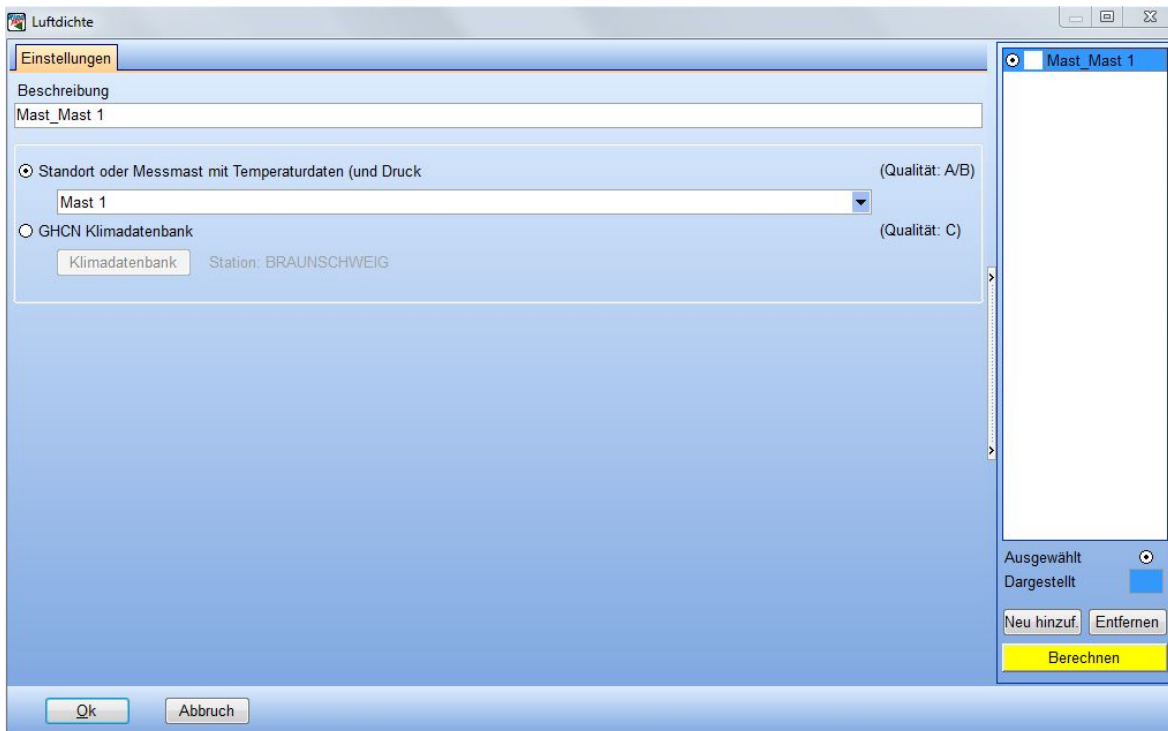 Luftdichte
Einstellungen
Beschreibung
Mast_Mast 1
Standort oder Messmast mit Temperaturdaten (und Druck (Qualität: A/B)
Mast 1
GHCN Klimadatenbank (Qualität: C)
Klimadatenbank Station: BRAUNSCHWEIG
Ok Abbruch
Mast_Mast 1
Ausgewählt
Dargestellt
Neu hinzuf. Entfernen
Berechnen